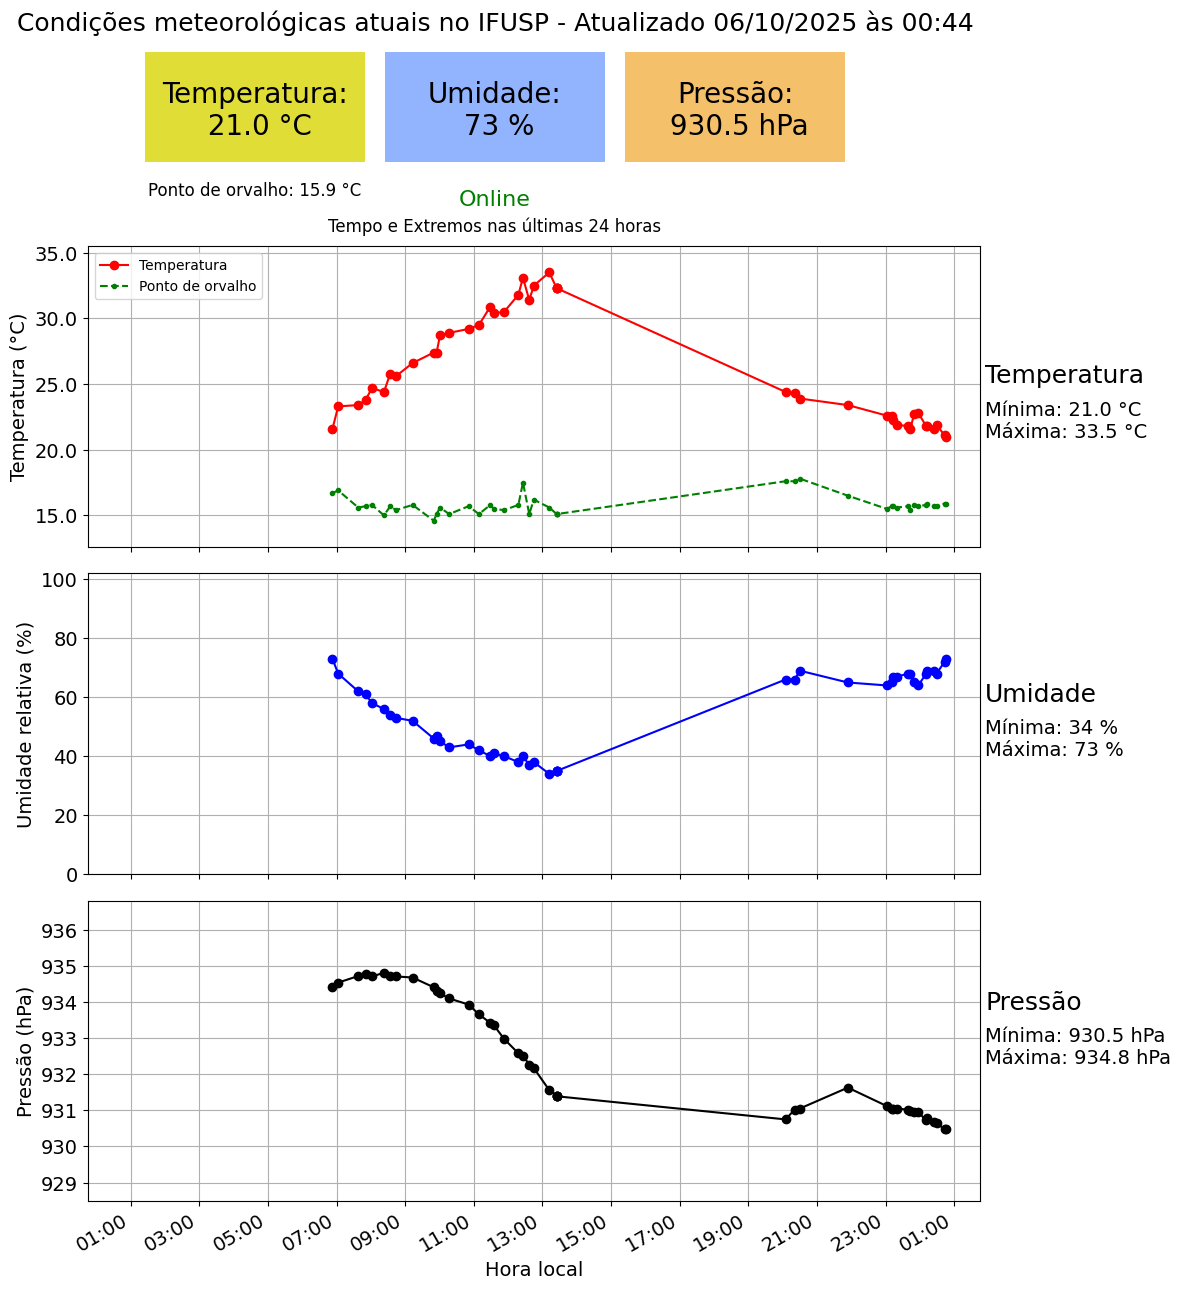 Condições meteorológicas atuais no IFUSP - Atualizado 06/10/2025 às 00:44
Temperatura:
21.0 °C
Umidade:
73 %
Pressão:
930.5 hPa
Ponto de orvalho: 15.9 °C
Online
Tempo e Extremos nas últimas 24 horas
Temperatura
Ponto de orvalho
35.0
30.0
25.0
20.0
15.0
Temperatura (°C)
Temperatura
Mínima: 21.0 °C
Máxima: 33.5 °C
100
80
60
40
20
0
Umidade relativa (%)
Umidade
Mínima: 34 %
Máxima: 73 %
936
935
934
933
932
931
930
929
Pressão (hPa)
Pressão
Mínima: 930.5 hPa
Máxima: 934.8 hPa
01:00 03:00 05:00 07:00 09:00 11:00 13:00 15:00 17:00 19:00 21:00 23:00 01:00
Hora local